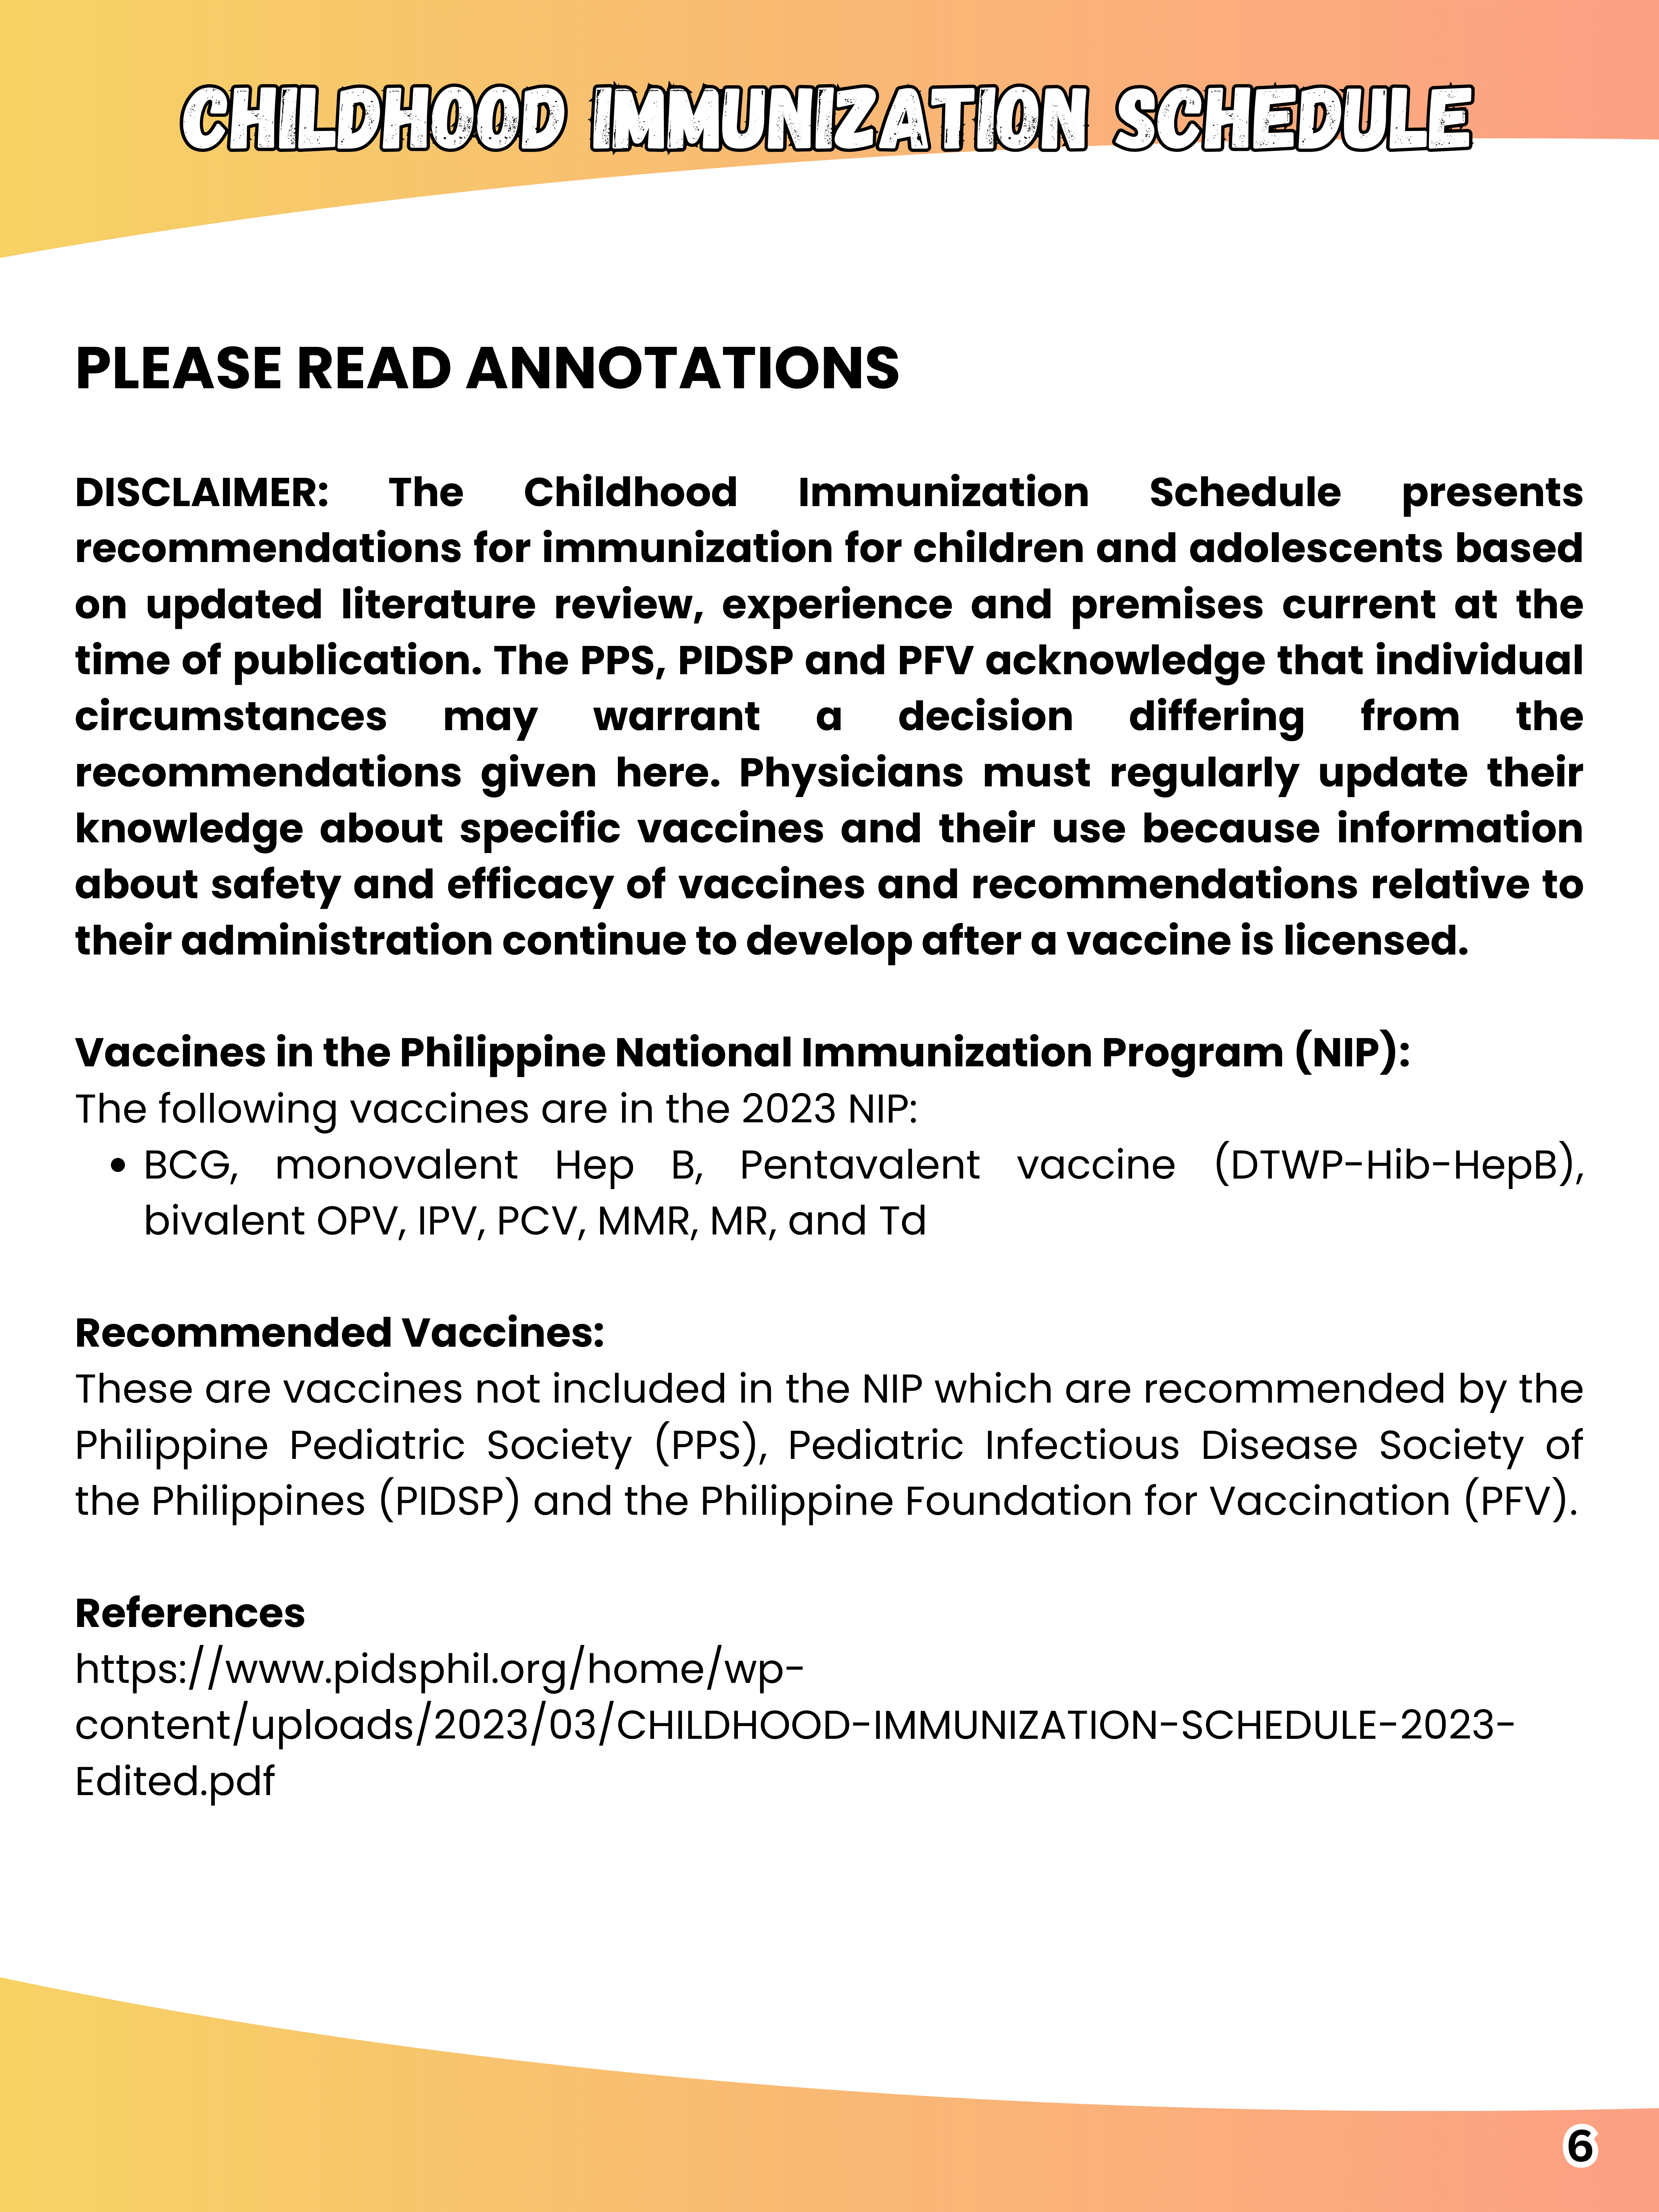 CHILDHOOD IMMUNIZATION SCHEDULE
PLEASE READ ANNOTATIONS
DISCLAIMER: The Childhood Immunization Schedule presents
recommendations for immunization for children and adolescents based
on updated literature review, experience and premises current at the
time of publication. The PPS, PIDSP and PFV acknowledge that individual
circumstances may warrant a decision differing from the
recommendations given here. Physicians must regularly update their
knowledge about specific vaccines and their use because information
about safety and efficacy of vaccines and recommendations relative to
their administration continue to develop after a vaccine is licensed.
Vaccines in the Philippine National Immunization Program (NIP):
The following vaccines are in the 2023 NIP:
• BCG, monovalent Hep B, Pentavalent vaccine (DTWP-Hib-HepB),
bivalent OPV, IPV, PCV, MMR, MR, and Td
Recommended Vaccines:
These are vaccines not included in the NIP which are recommended by the
Philippine Pediatric Society (PPS), Pediatric Infectious Disease Society of
the Philippines (PIDSP) and the Philippine Foundation for Vaccination (PFV).
References
https://www.pidsphil.org/home/wp-
content/uploads/2023/03/CHILDHOOD-IMMUNIZATION-SCHEDULE-2023-
Edited.pdf
6